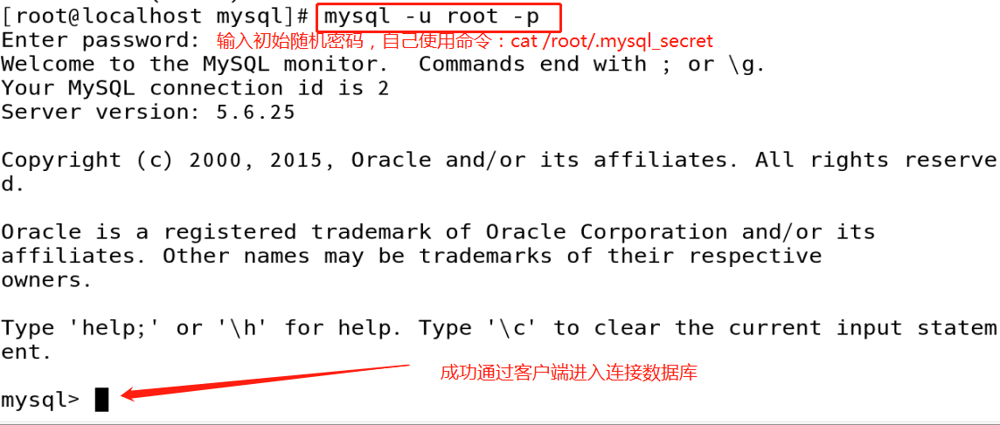 [root@localhost mysql]# mysql -u root -p
Enter password: 输入初始随机密码，自己使用命令：cat /root/.mysql_secret
Welcome to the MySQL monitor.  Commands end with ; or \g.
Your MySQL connection id is 2
Server version: 5.6.25
Copyright (c) 2000, 2015, Oracle and/or its affiliates. All rights reserve
d.
Oracle is a registered trademark of Oracle Corporation and/or its
affiliates. Other names may be trademarks of their respective
owners.
Type 'help;' or '\h' for help. Type '\c' to clear the current input statem
ent.
成功通过客户端进入连接数据库
mysql>